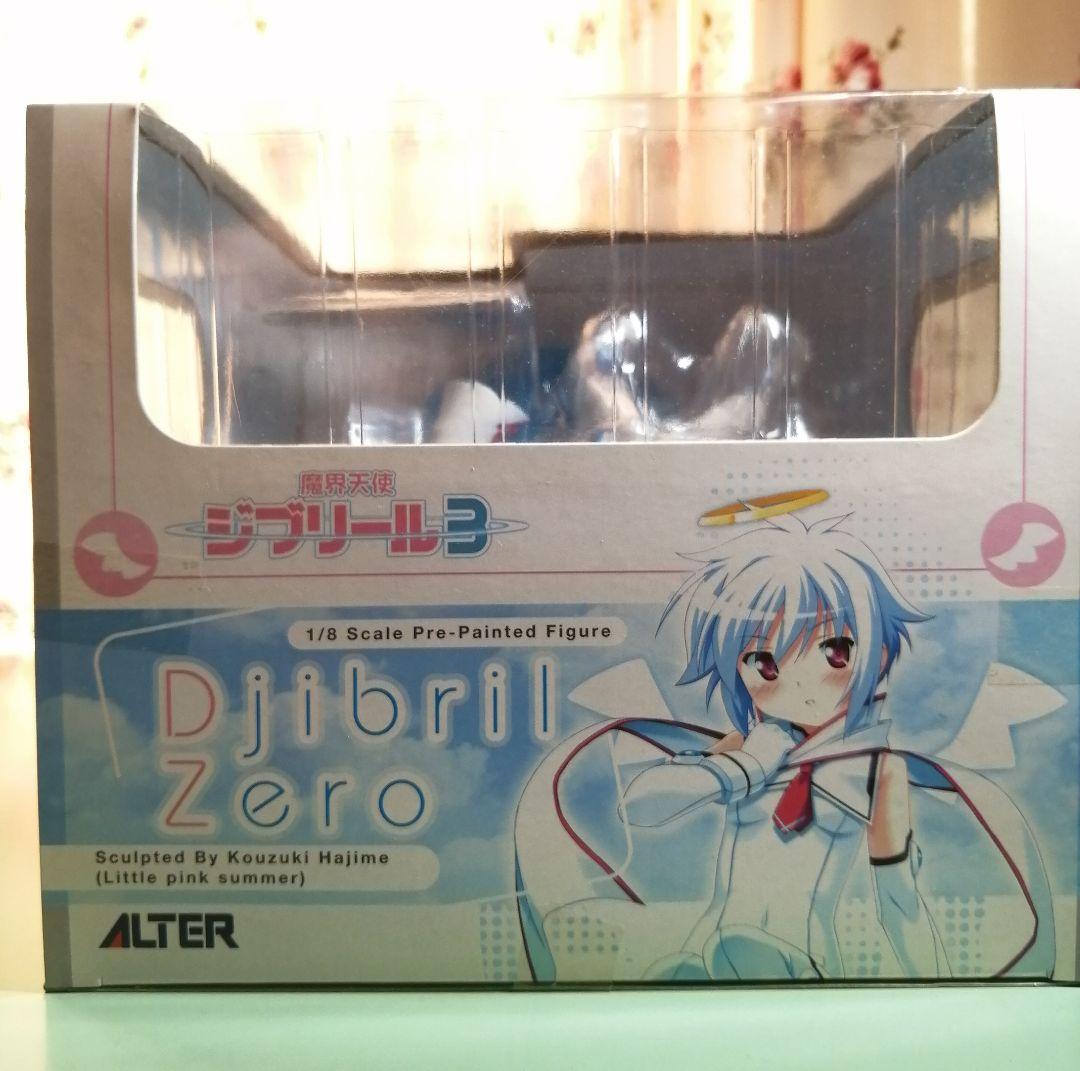 魔界天使
ジブリール3
1/8 Scale Pre-Painted Figure
Djibril
Zero
Sculpted By Kouzuki Hajime
(Little pink summer)
ALTER